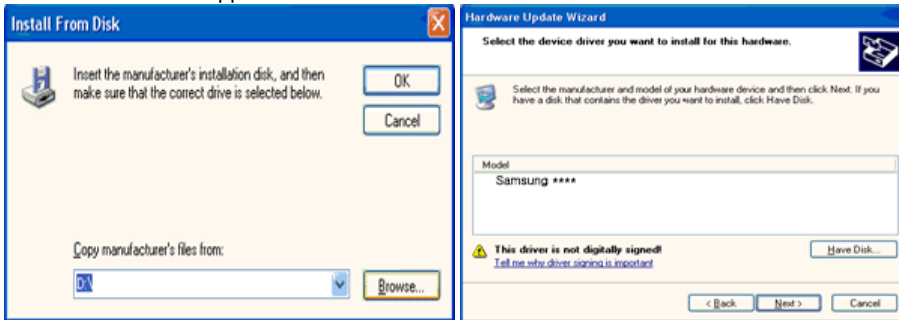 Install From Disk
Insert the manufacturer's installation disk, and then
make sure that the correct drive is selected below.
OK
Cancel
Copy manufacturer's files from:
D:\
Browse...
Hardware Update Wizard
Select the device driver you want to install for this hardware.
Select the manufacturer and model of your hardware device and then click Next. If you
have a disk that contains the driver you want to install, click Have Disk.
Model
Samsung ****
This driver is not digitally signed!
Tell me why driver signing is important
Have Disk...
< Back
Next >
Cancel